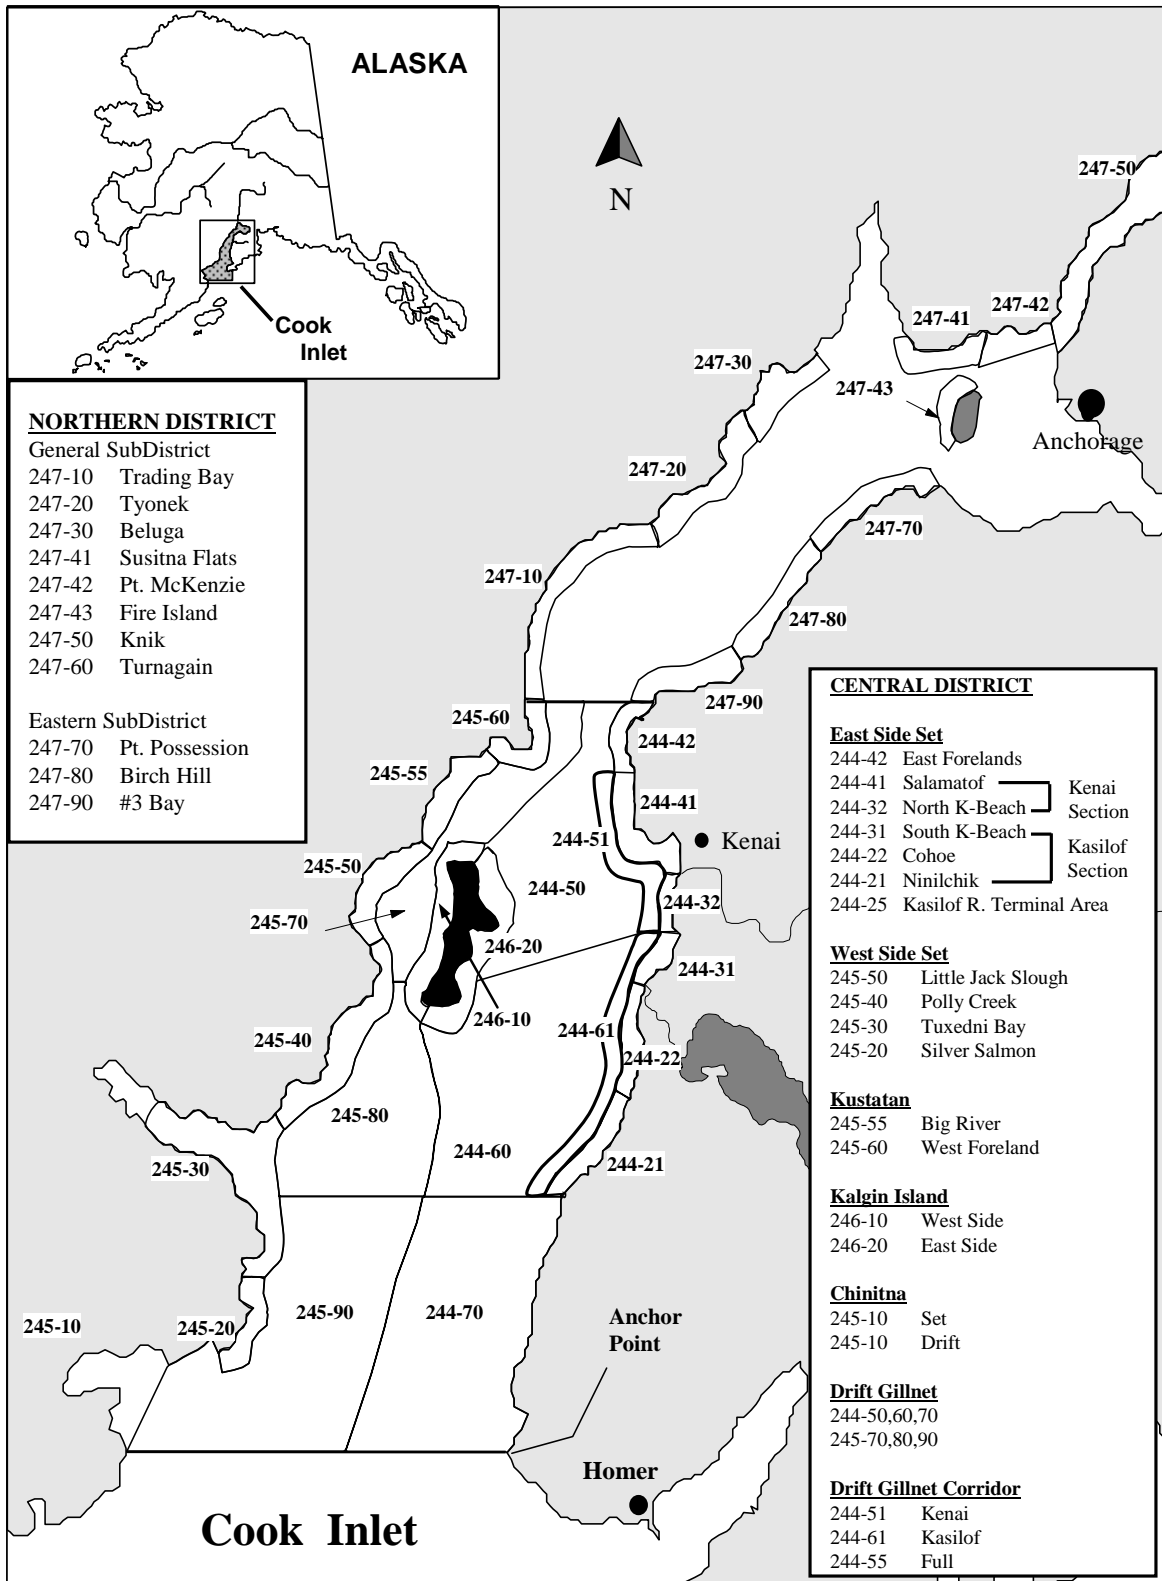 ALASKA
Cook
Inlet
N
NORTHERN DISTRICT
General SubDistrict
247-10 Trading Bay
247-20 Tyonek
247-30 Beluga
247-41 Susitna Flats
247-42 Pt. McKenzie
247-43 Fire Island
247-50 Knik
247-60 Turnagain
Eastern SubDistrict
247-70 Pt. Possession
247-80 Birch Hill
247-90 #3 Bay
247-50
247-42
247-41
247-30
247-43
Anchorage
247-20
247-70
247-10
247-80
247-90
245-60
244-42
245-55
244-41
244-51
Kenai
245-50
244-50
244-32
245-70
246-20
244-31
246-10
245-40
244-61
244-22
245-80
244-60
244-21
245-30
245-90
244-70
245-10
245-20
Anchor
Point
Homer
Cook Inlet
CENTRAL DISTRICT
East Side Set
244-42 East Forelands
244-41 Salamatof
244-32 North K-Beach
Kenai
Section
244-31 South K-Beach
244-22 Cohoe
244-21 Ninilchik
Kasilof
Section
244-25 Kasilof R. Terminal Area
West Side Set
245-50 Little Jack Slough
245-40 Polly Creek
245-30 Tuxedni Bay
245-20 Silver Salmon
Kustatan
245-55 Big River
245-60 West Foreland
Kalgin Island
246-10 West Side
246-20 East Side
Chinitna
245-10 Set
245-10 Drift
Drift Gillnet
244-50,60,70
245-70,80,90
Drift Gillnet Corridor
244-51 Kenai
244-61 Kasilof
244-55 Full